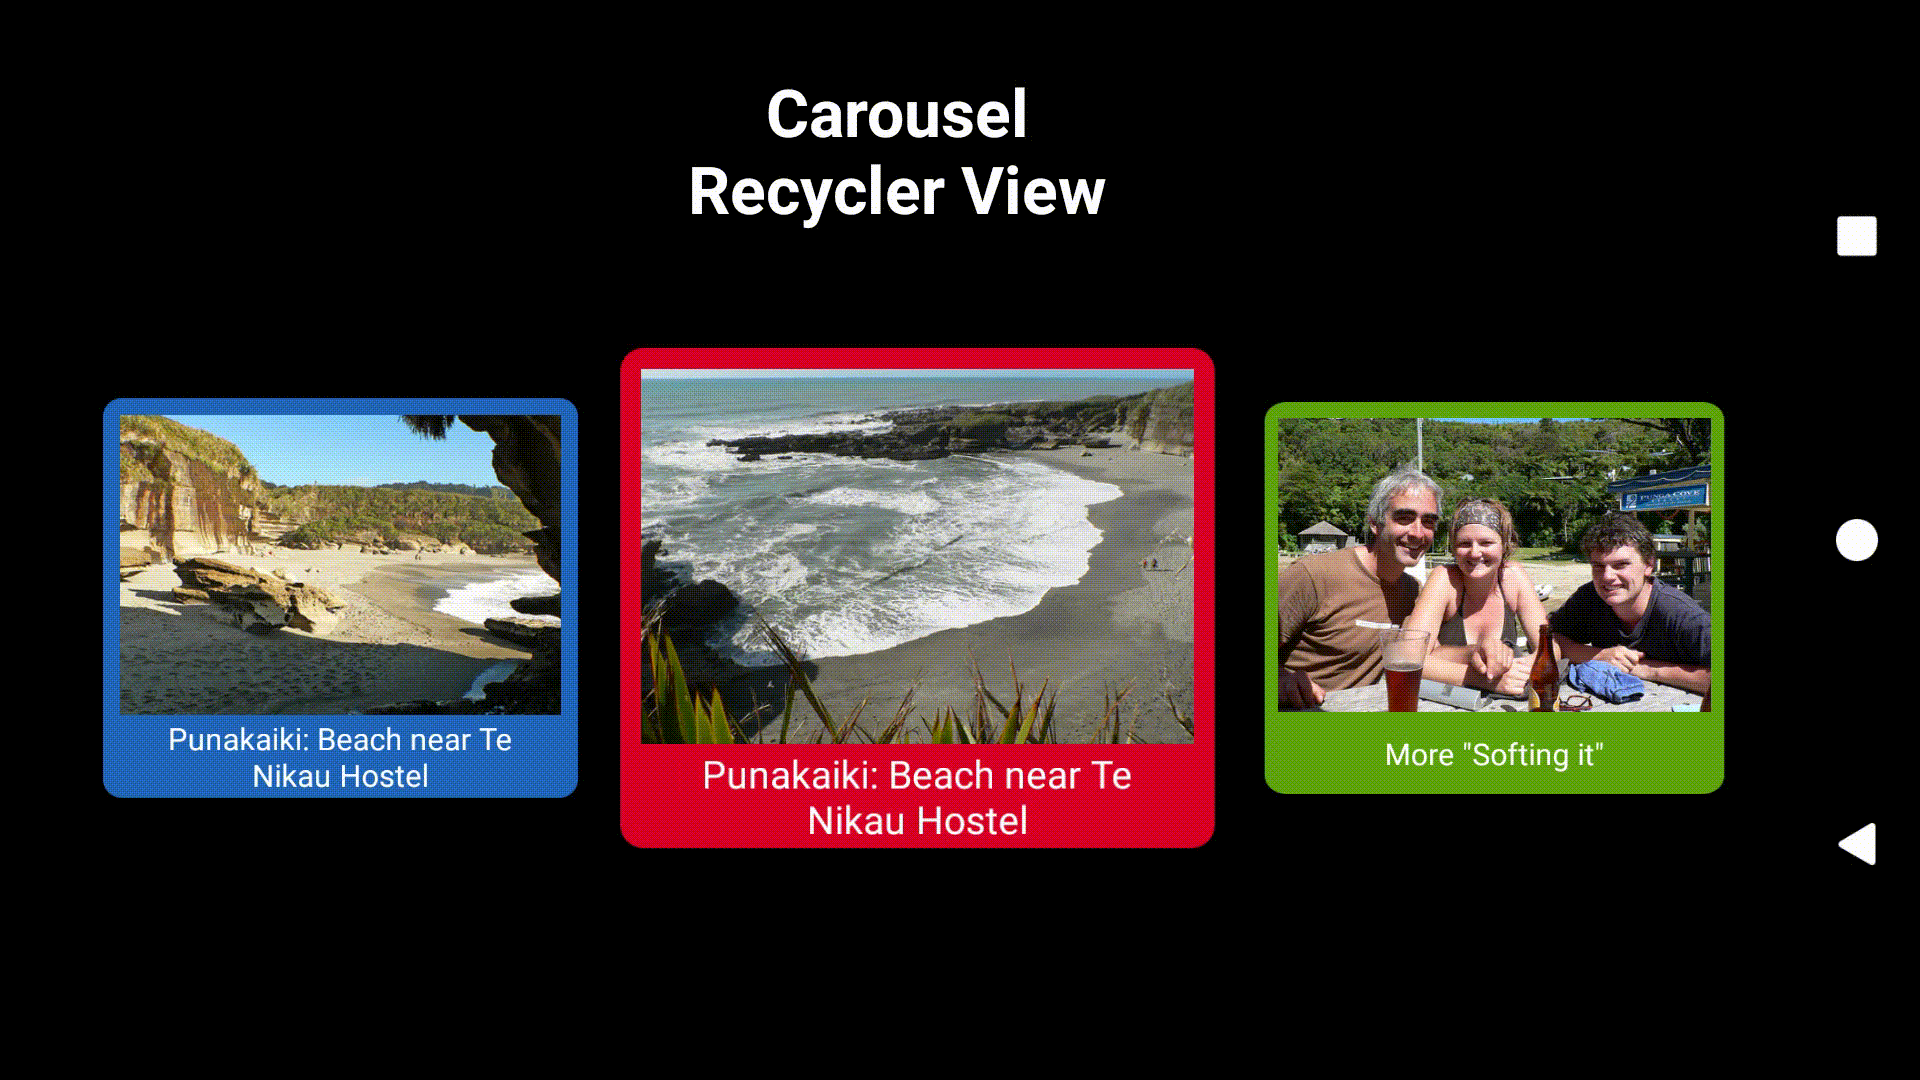 Carousel
Recycler View
Punakaiki: Beach near Te
Nikau Hostel
Punakaiki: Beach near Te
Nikau Hostel
More "Softing it"